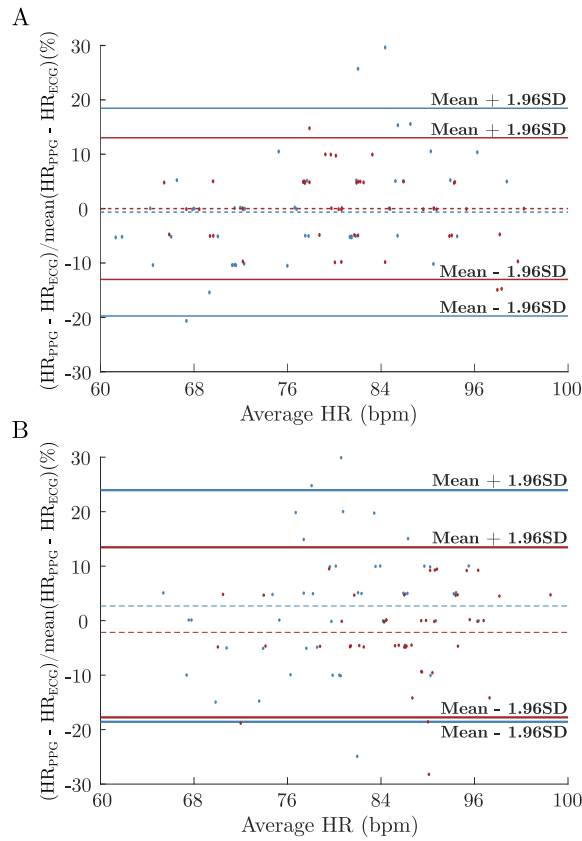 A
(HR_PPG - HR_ECG)/mean(HR_PPG - HR_ECG)(%)
30
20
10
0
-10
-20
-30
Mean + 1.96SD
Mean + 1.96SD
Mean - 1.96SD
Mean - 1.96SD
60 68 76 84 96 100
Average HR (bpm)
B
(HR_PPG - HR_ECG)/mean(HR_PPG - HR_ECG)(%)
30
20
10
0
-10
-20
-30
Mean + 1.96SD
Mean + 1.96SD
Mean - 1.96SD
Mean - 1.96SD
60 68 76 84 96 100
Average HR (bpm)